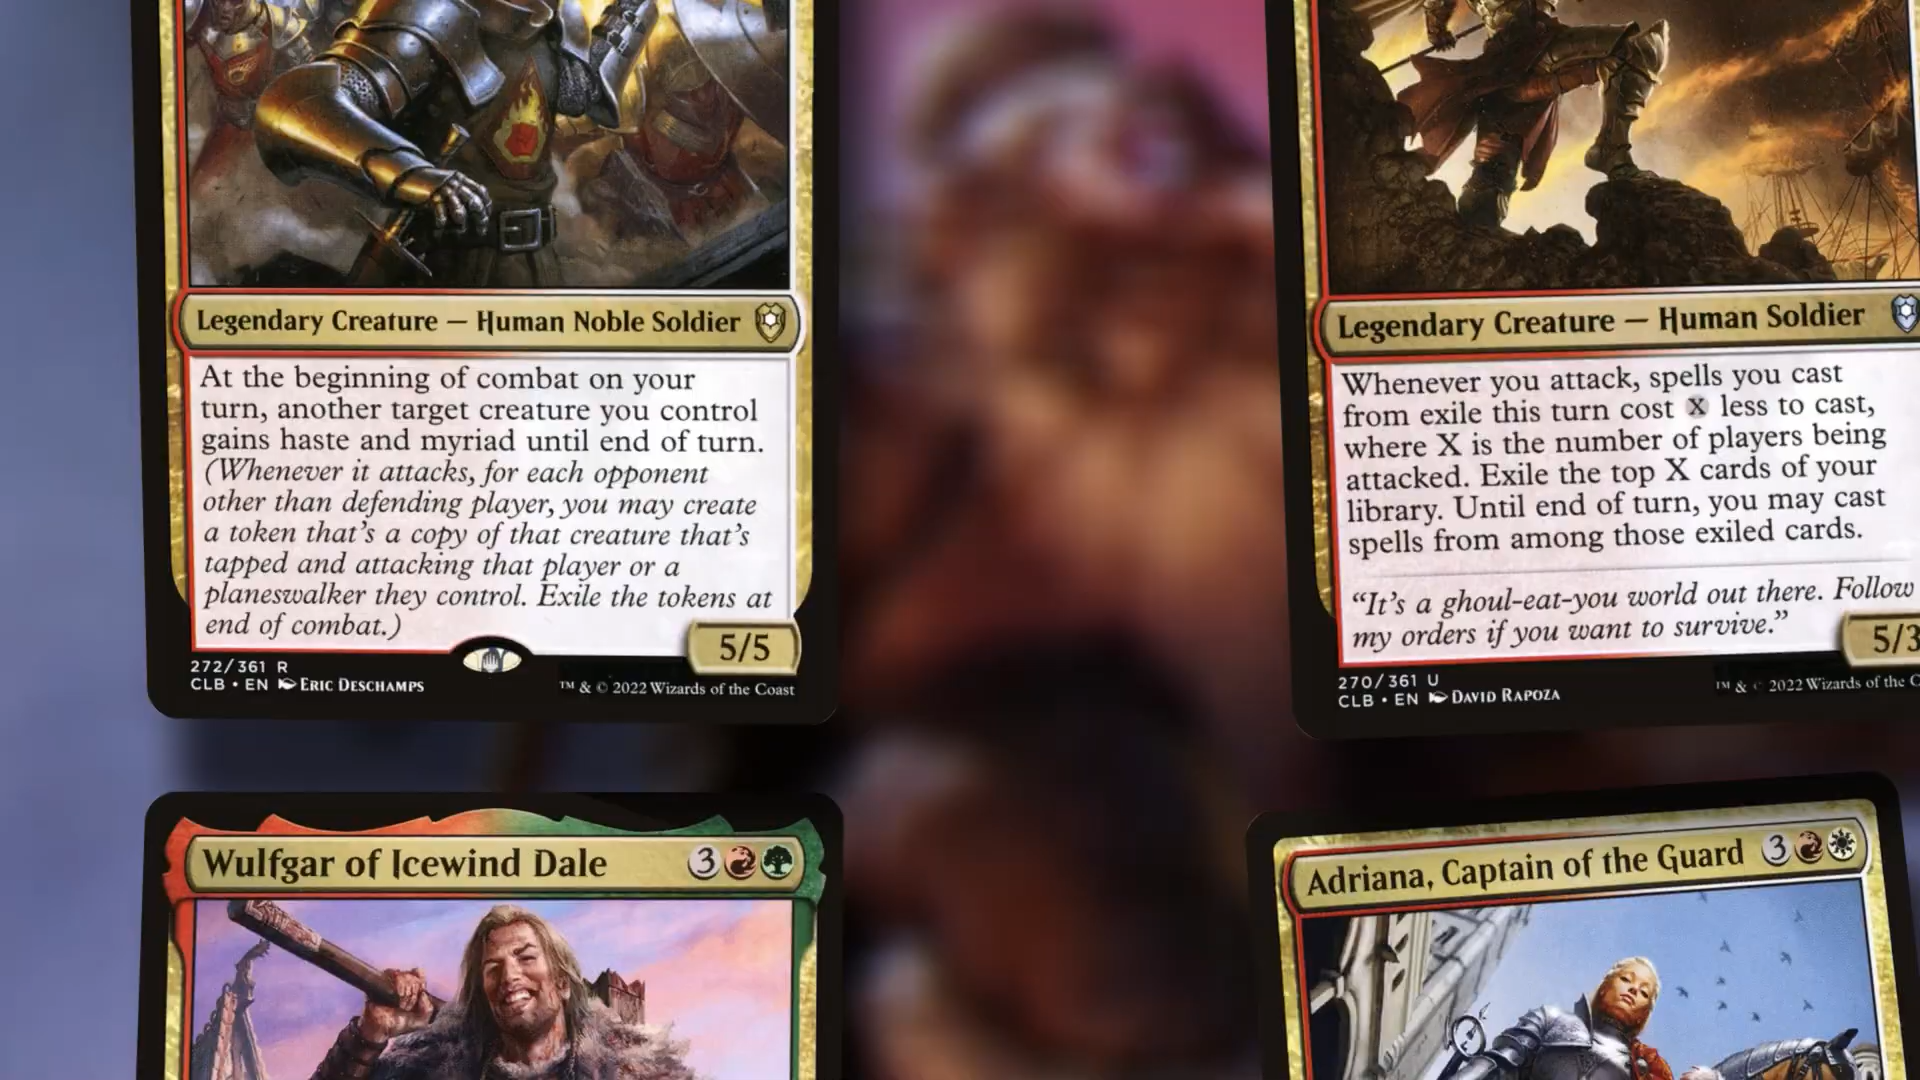 Legendary Creature — Human Noble Soldier
At the beginning of combat on your
turn, another target creature you control
gains haste and myriad until end of turn.
(Whenever it attacks, for each opponent
other than defending player, you may create
a token that's a copy of that creature that's
tapped and attacking that player or a
planeswalker they control. Exile the tokens at
end of combat.)
5/5
272/361 R
CLB • EN Eric Deschamps
™ & © 2022 Wizards of the Coast
Legendary Creature — Human Soldier
Whenever you attack, spells you cast
from exile this turn cost X less to cast,
where X is the number of players being
attacked. Exile the top X cards of your
library. Until end of turn, you may cast
spells from among those exiled cards.
“It's a ghoul-eat-you world out there. Follow
my orders if you want to survive.”
5/3
270/361 U
CLB • EN David Rapoza
™ & © 2022 Wizards of the
Wulfgar of Icewind Dale 3
Adriana, Captain of the Guard 3